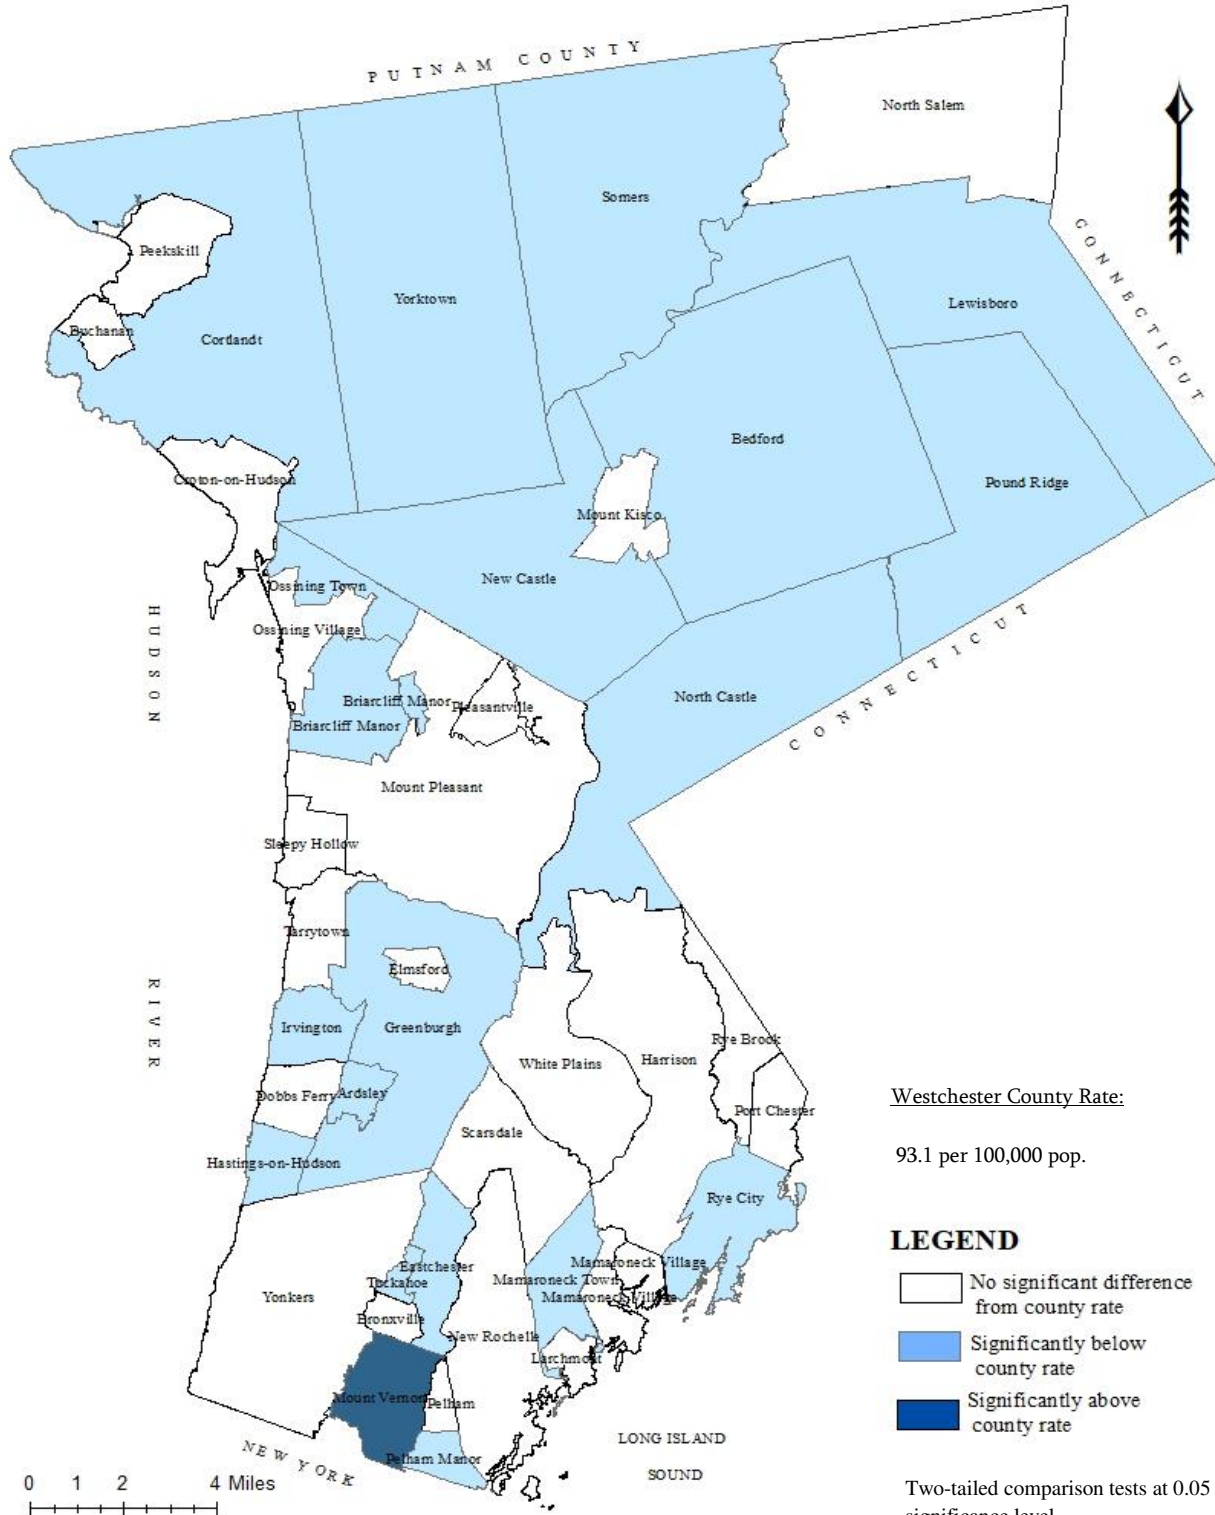 PUTNAM COUNTY
North Salem
Somers
Peekskill
Yorktown
Lewisboro
CONNECTICUT
Buchanan
Cortlandt
Bedford
Croton-on-Hudson
Pound Ridge
Mount Kisco
New Castle
Ossining Town
HUDSON
Ossining Village
CONNECTICUT
North Castle
Briarcliff Manor
Pleasantville
Briarcliff Manor
Mount Pleasant
Sleepy Hollow
Tarrytown
Elmsford
RIVER
Irvington
Greenburgh
Rye Brook
White Plains
Harrison
Dobbs Ferry
Ardsley
Port Chester
Scarsdale
Hastings-on-Hudson
Rye City
Mamaroneck Village
Eastchester
Mamaroneck Town
Tuckahoe
Mamaroneck Village
Yonkers
Bronxville
New Rochelle
Larchmont
Mount Vernon
Pelham
LONG ISLAND
SOUND
NEW YORK
Pelham Manor
0 1 2 4 Miles
Westchester County Rate:
93.1 per 100,000 pop.
LEGEND
No significant difference
from county rate
Significantly below
county rate
Significantly above
county rate
Two-tailed comparison tests at 0.05
significance level